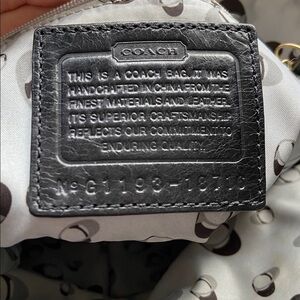 COACH
THIS IS A COACH BAG. IT WAS
HANDCRAFTED IN CHINA FROM THE
FINEST MATERIALS AND LEATHER.
IT'S SUPERIOR CRAFTSMANSHIP
REFLECTS OUR COMMITMENT TO
ENDURING QUALITY.